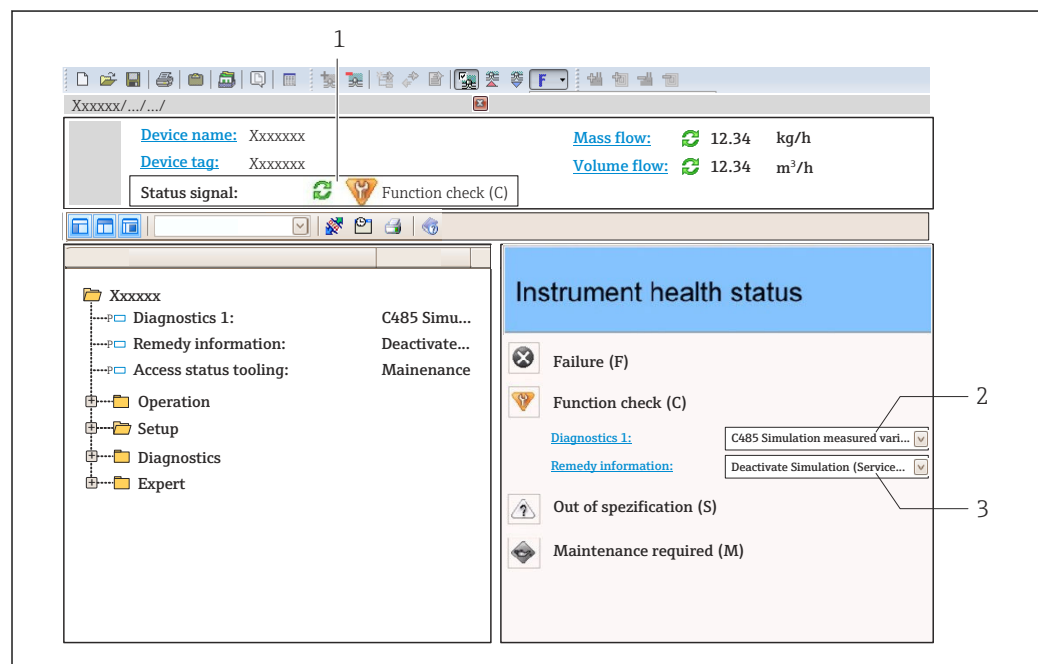 1
F
Xxxxxx/.../.../
Device name: Xxxxxxx
Mass flow: 12.34 kg/h
Device tag: Xxxxxxx
Volume flow: 12.34 m³/h
Status signal: Function check (C)
Xxxxxx
P Diagnostics 1: C485 Simu...
P Remedy information: Deactivate...
P Access status tooling: Mainenance
Operation
Setup
Diagnostics
Expert
Instrument health status
Failure (F)
Function check (C)
2
Diagnostics 1: C485 Simulation measured vari...
Remedy information: Deactivate Simulation (Service...
Out of spezification (S)
3
Maintenance required (M)